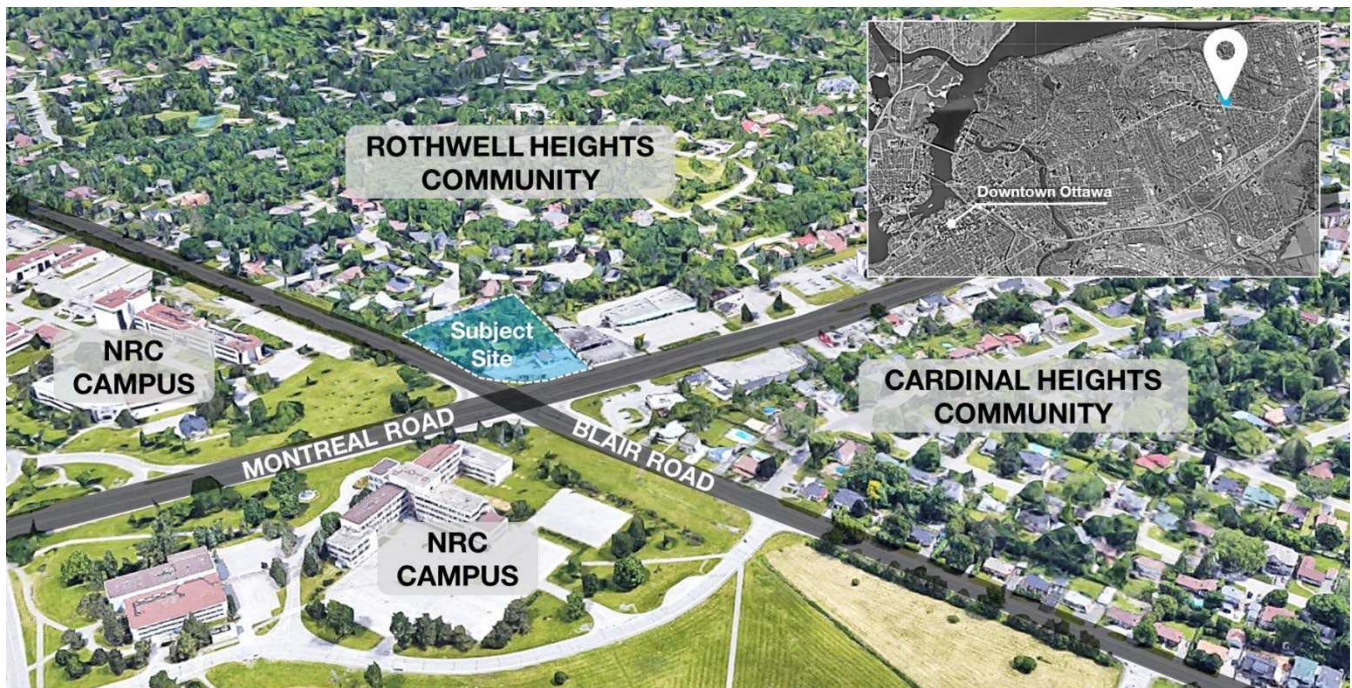 ROTHWELL HEIGHTS
COMMUNITY
Downtown Ottawa
Subject
Site
NRC
CAMPUS
CARDINAL HEIGHTS
COMMUNITY
MONTREAL ROAD
BLAIR ROAD
NRC
CAMPUS